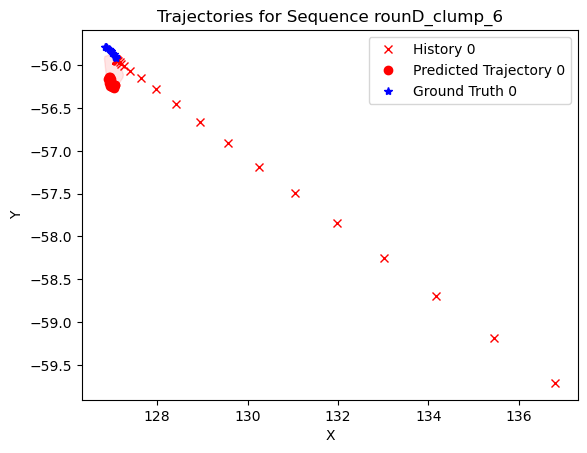 Trajectories for Sequence rounD_clump_6
History 0
Predicted Trajectory 0
Ground Truth 0
−56.0
−56.5
−57.0
−57.5
−58.0
−58.5
−59.0
−59.5
Y
128 130 132 134 136
X